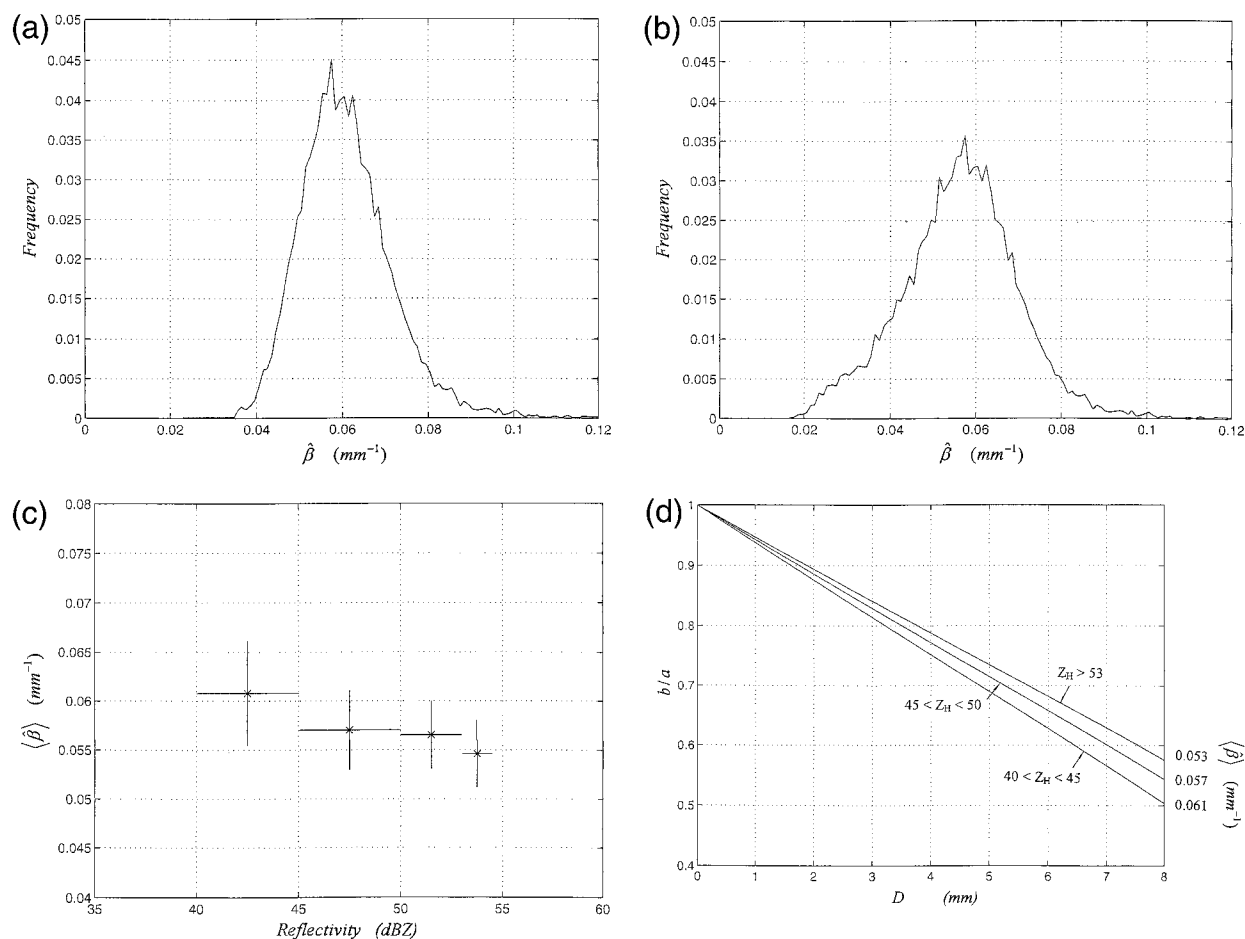 (a)
0.05
0.045
0.04
0.035
0.03
0.025
0.02
0.015
0.01
0.005
0
Frequency
0 0.02 0.04 0.06 0.08 0.1 0.12
β̂ (mm⁻¹)
(b)
0.05
0.045
0.04
0.035
0.03
0.025
0.02
0.015
0.01
0.005
0
Frequency
0 0.02 0.04 0.06 0.08 0.1 0.12
β̂ (mm⁻¹)
(c)
0.08
0.075
0.07
0.065
0.06
0.055
0.05
0.045
0.04
⟨β̂⟩ (mm⁻¹)
35 40 45 50 55 60
Reflectivity (dBZ)
(d)
1
0.9
0.8
0.7
0.6
0.5
0.4
b/a
Z_H > 53
45 < Z_H < 50
40 < Z_H < 45
0.053
0.057
0.061
⟨β̂⟩ (mm⁻¹)
0 1 2 3 4 5 6 7 8
D (mm)